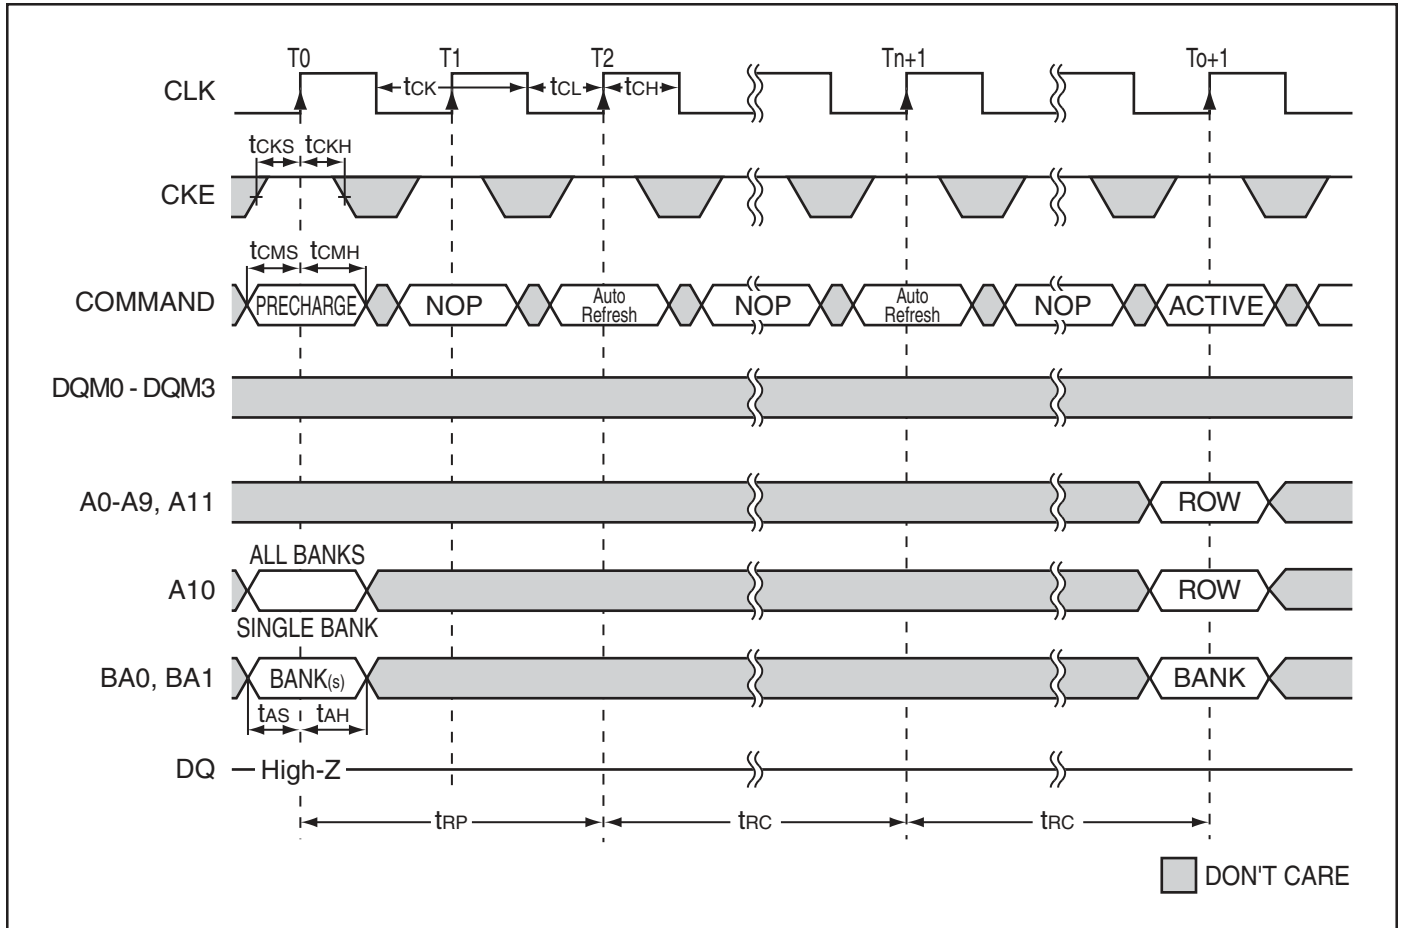 T0 T1 T2 Tn+1 To+1
CLK tCK tCL tCH
tCKS tCKH
CKE
tCMS tCMH
COMMAND PRECHARGE NOP Auto Refresh NOP Auto Refresh NOP ACTIVE
DQM0 - DQM3
A0-A9, A11 ROW
ALL BANKS
A10 ROW
SINGLE BANK
BA0, BA1 BANK(s) BANK
tAS tAH
DQ High-Z
tRP tRC tRC
DON'T CARE